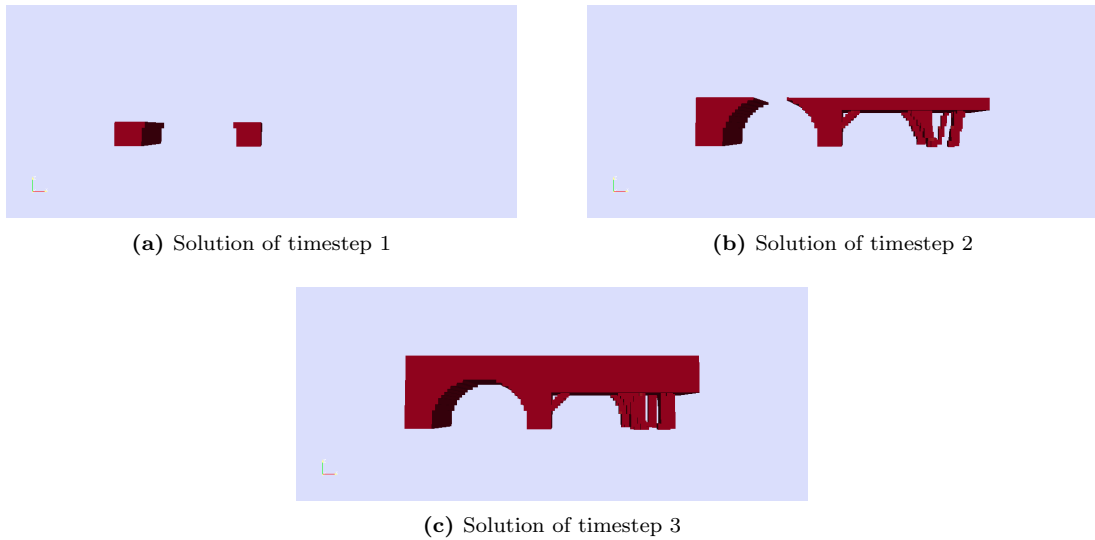 (a) Solution of timestep 1
(b) Solution of timestep 2
(c) Solution of timestep 3